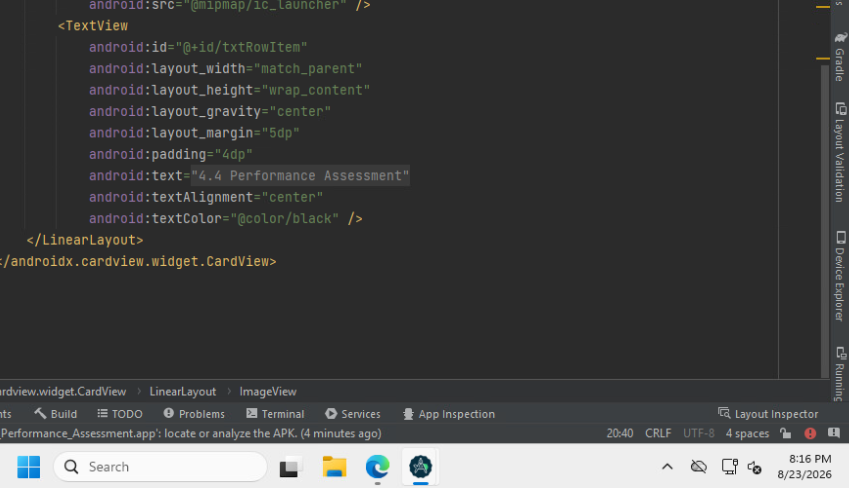 android:src="@mipmap/ic_launcher" />
<TextView
android:id="@+id/txtRowItem"
android:layout_width="match_parent"
android:layout_height="wrap_content"
android:layout_gravity="center"
android:layout_margin="5dp"
android:padding="4dp"
android:text="4.4 Performance Assessment"
android:textAlignment="center"
android:textColor="@color/black" />
</LinearLayout>
</androidx.cardview.widget.CardView>
Gradle
Layout Validation
Device Explorer
Running
ardview.widget.CardView > LinearLayout > ImageView
nts Build TODO Problems Terminal Services App Inspection Layout Inspector
_Performance_Assessment.app': locate or analyze the APK. (4 minutes ago) 20:40 CRLF UTF-8 4 spaces
Search
8:16 PM
8/23/2026